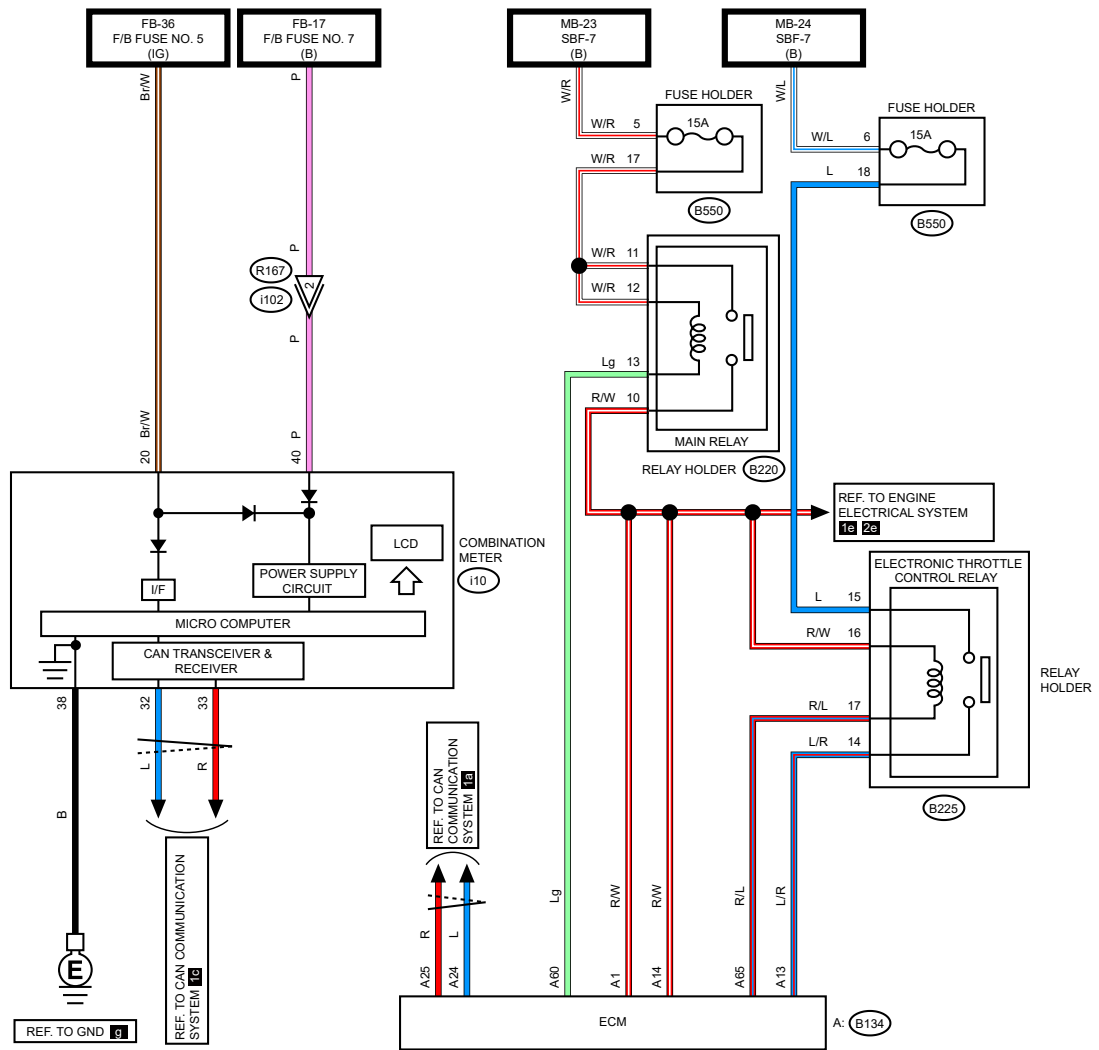 FB-36
F/B FUSE NO. 5
(IG)
FB-17
F/B FUSE NO. 7
(B)
MB-23
SBF-7
(B)
MB-24
SBF-7
(B)
Br/W
P
W/R
W/L
FUSE HOLDER
15A
W/R 5
W/R 17
B550
FUSE HOLDER
15A
W/L 6
L 18
B550
P
R167
i102
2
P
W/R 11
W/R 12
Lg 13
R/W 10
MAIN RELAY
RELAY HOLDER B220
20 Br/W
40 P
REF. TO ENGINE
ELECTRICAL SYSTEM
1e 2e
LCD
COMBINATION
METER
i10
I/F
POWER SUPPLY
CIRCUIT
MICRO COMPUTER
CAN TRANSCEIVER &
RECEIVER
ELECTRONIC THROTTLE
CONTROL RELAY
L 15
R/W 16
R/L 17
L/R 14
RELAY
HOLDER
B225
38
32
33
B
L
R
REF. TO CAN COMMUNICATION
SYSTEM 1c
E
REF. TO GND g
REF. TO CAN
COMMUNICATION
SYSTEM 1a
R
L
Lg
R/W
R/W
R/L
L/R
A25
A24
A60
A1
A14
A65
A13
ECM
A: B134